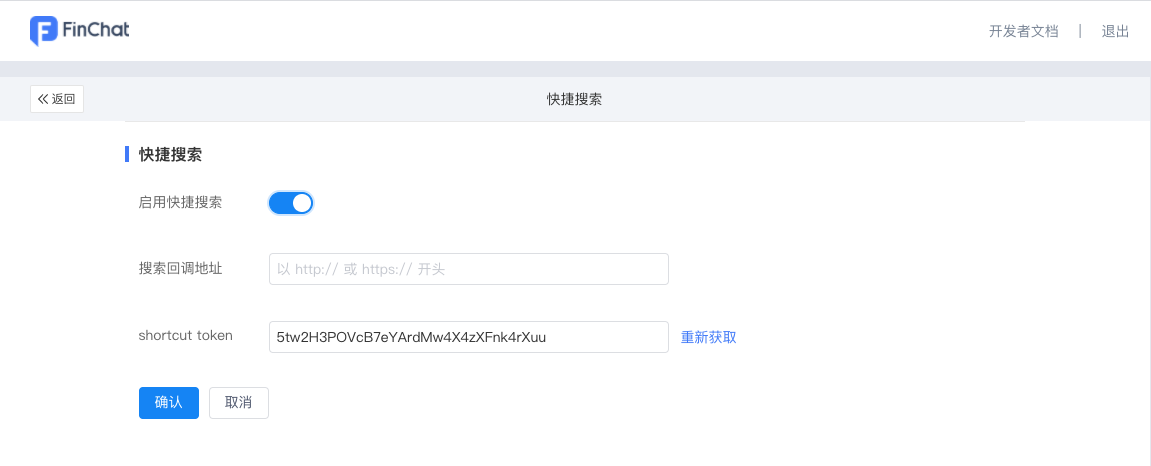 FinChat
开发者文档 | 退出
返回
快捷搜索
快捷搜索
启用快捷搜索
搜索回调地址 以 http:// 或 https:// 开头
shortcut token 5tw2H3POVcB7eYArdMw4X4zXFnk4rXuu 重新获取
确认 取消